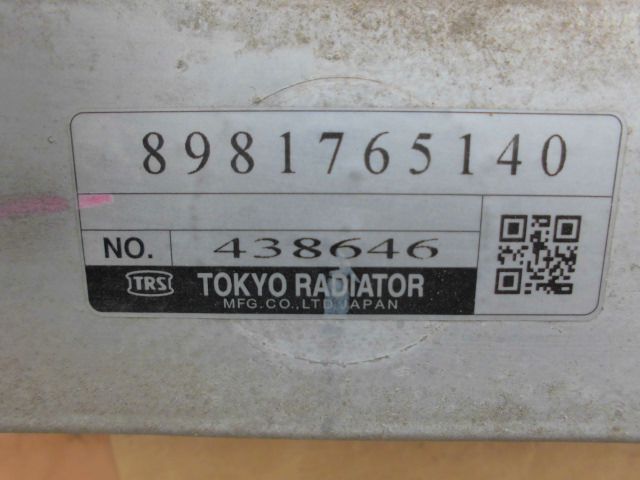 8981765140
NO. 438646
TRS TOKYO RADIATOR
MFG.CO.,LTD.JAPAN